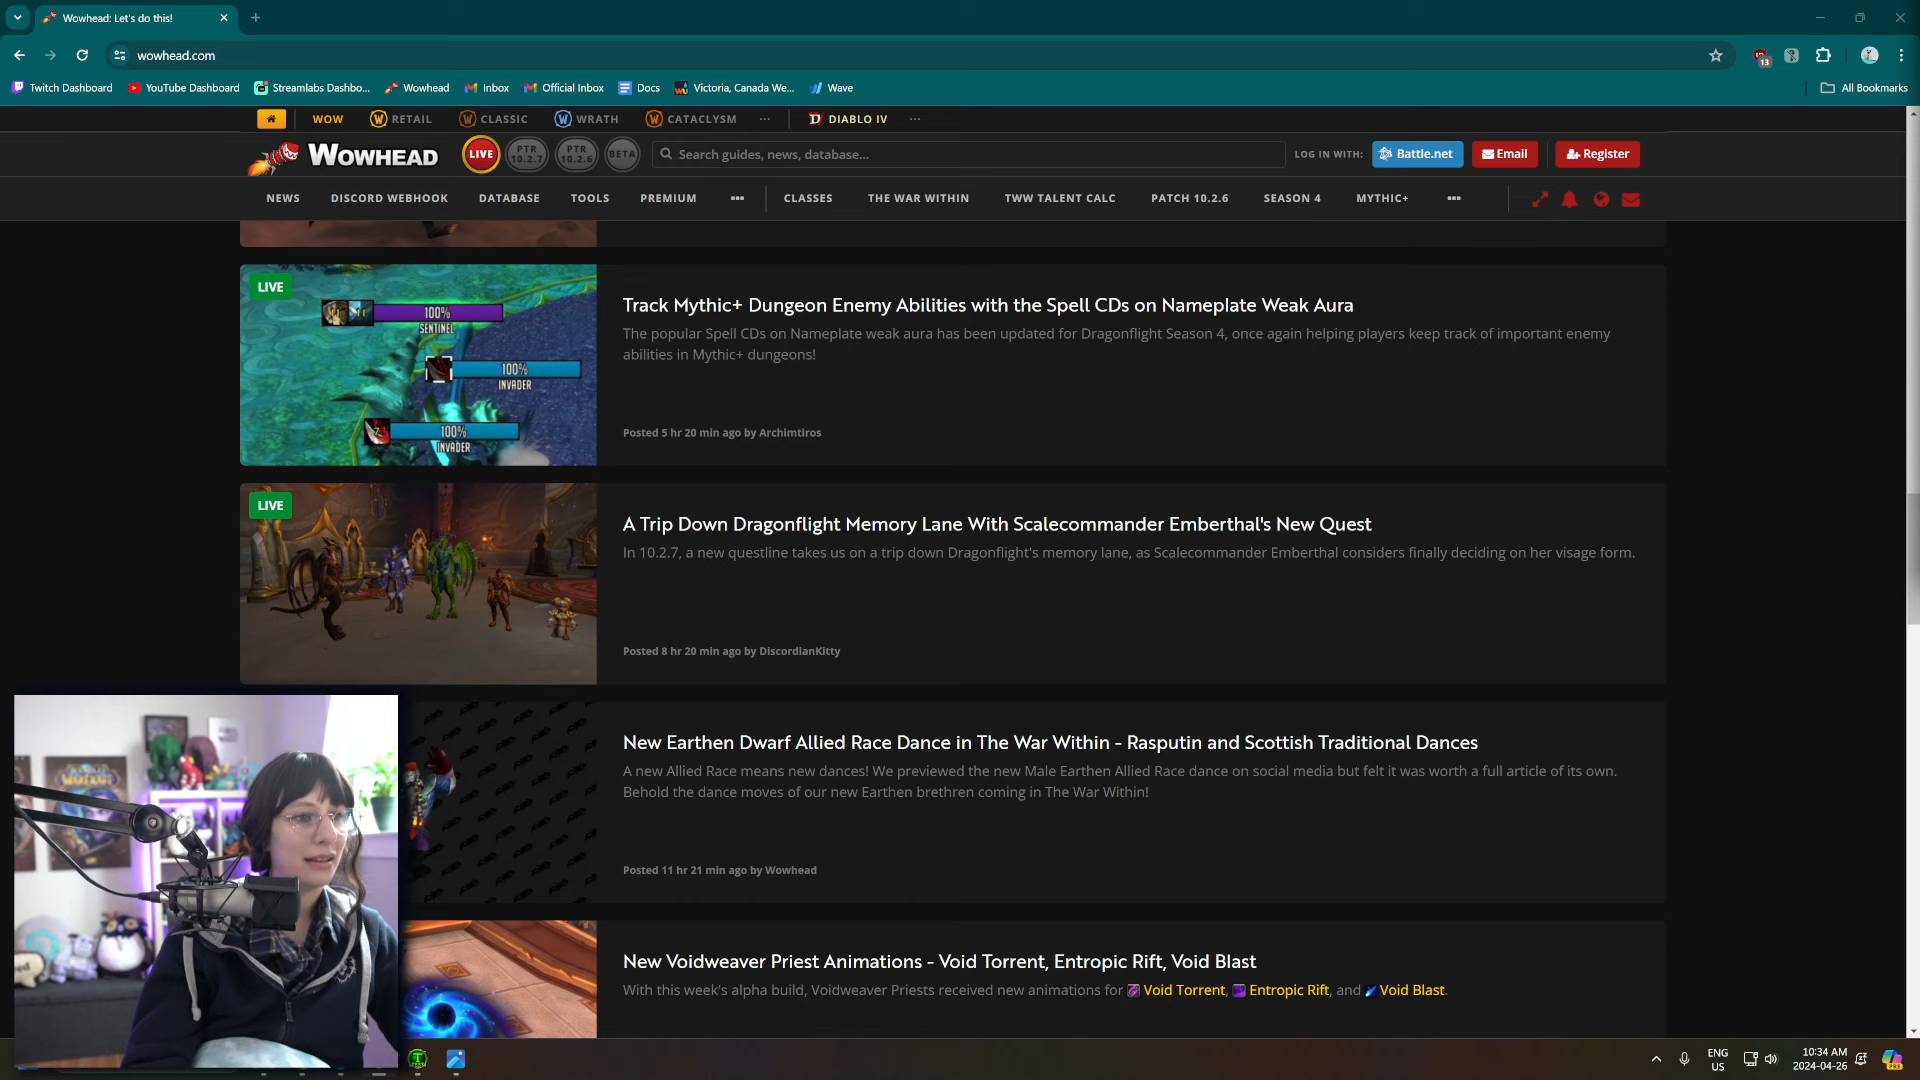 Wowhead: Let's do this!
wowhead.com
13
Twitch Dashboard
YouTube Dashboard
Streamlabs Dashbo...
Wowhead
Inbox
Official Inbox
Docs
Victoria, Canada We...
Wave
All Bookmarks
WOW
RETAIL
CLASSIC
WRATH
CATACLYSM
DIABLO IV
WOWHEAD
LIVE
PTR 10.2.7
PTR 10.2.6
BETA
Search guides, news, database...
LOG IN WITH:
Battle.net
Email
Register
NEWS
DISCORD WEBHOOK
DATABASE
TOOLS
PREMIUM
CLASSES
THE WAR WITHIN
TWW TALENT CALC
PATCH 10.2.6
SEASON 4
MYTHIC+
LIVE
100%
SENTINEL
100%
INVADER
100%
INVADER
Track Mythic+ Dungeon Enemy Abilities with the Spell CDs on Nameplate Weak Aura
The popular Spell CDs on Nameplate weak aura has been updated for Dragonflight Season 4, once again helping players keep track of important enemy
abilities in Mythic+ dungeons!
Posted 5 hr 20 min ago by Archimtiros
LIVE
A Trip Down Dragonflight Memory Lane With Scalecommander Emberthal's New Quest
In 10.2.7, a new questline takes us on a trip down Dragonflight's memory lane, as Scalecommander Emberthal considers finally deciding on her visage form.
Posted 8 hr 20 min ago by DiscordianKitty
New Earthen Dwarf Allied Race Dance in The War Within - Rasputin and Scottish Traditional Dances
A new Allied Race means new dances! We previewed the new Male Earthen Allied Race dance on social media but felt it was worth a full article of its own.
Behold the dance moves of our new Earthen brethren coming in The War Within!
Posted 11 hr 21 min ago by Wowhead
New Voidweaver Priest Animations - Void Torrent, Entropic Rift, Void Blast
With this week's alpha build, Voidweaver Priests received new animations for Void Torrent, Entropic Rift, and Void Blast.
ENG
US
10:34 AM
2024-04-26